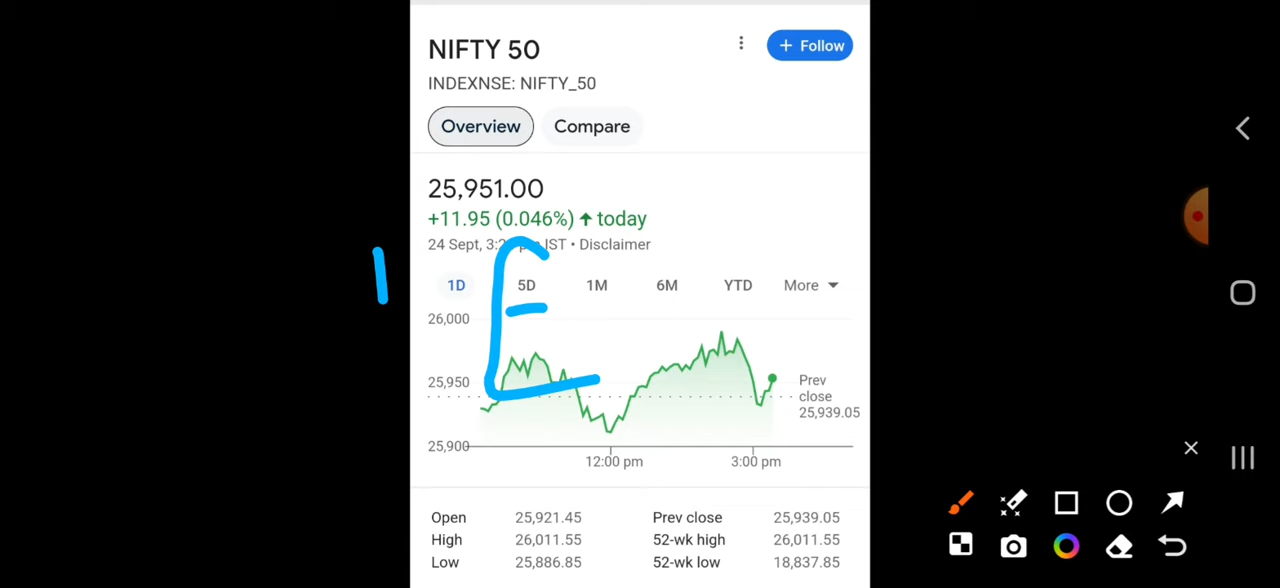 NIFTY 50
+ Follow
INDEXNSE: NIFTY_50
Overview Compare
25,951.00
+11.95 (0.046%) ↑ today
24 Sept, IST • Disclaimer
1D 5D 1M 6M YTD More
I E
26,000
25,950
25,900
Prev
close
25,939.05
12:00 pm 3:00 pm
Open 25,921.45 Prev close 25,939.05
High 26,011.55 52-wk high 26,011.55
Low 25,886.85 52-wk low 18,837.85